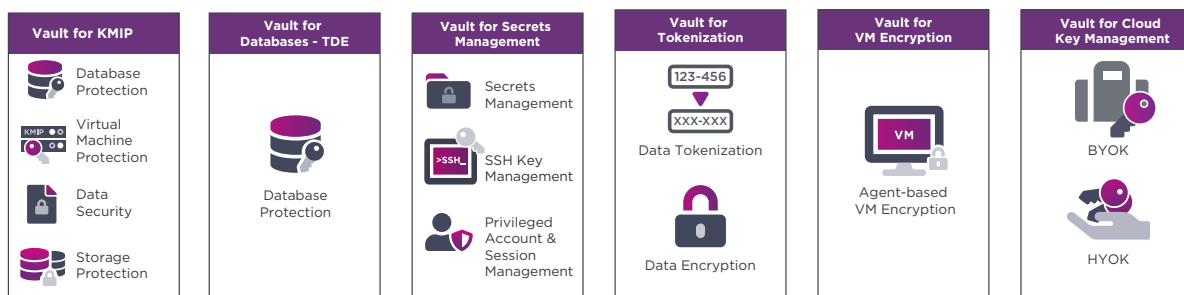 Vault for KMIP
Database
Protection
KMIP
Virtual
Machine
Protection
Data
Security
Storage
Protection
Vault for
Databases - TDE
Database
Protection
Vault for Secrets
Management
Secrets
Management
>SSH_
SSH Key
Management
Privileged
Account &
Session
Management
Vault for
Tokenization
123-456
XXX-XXX
Data Tokenization
Data Encryption
Vault for
VM Encryption
VM
Agent-based
VM Encryption
Vault for Cloud
Key Management
BYOK
HYOK